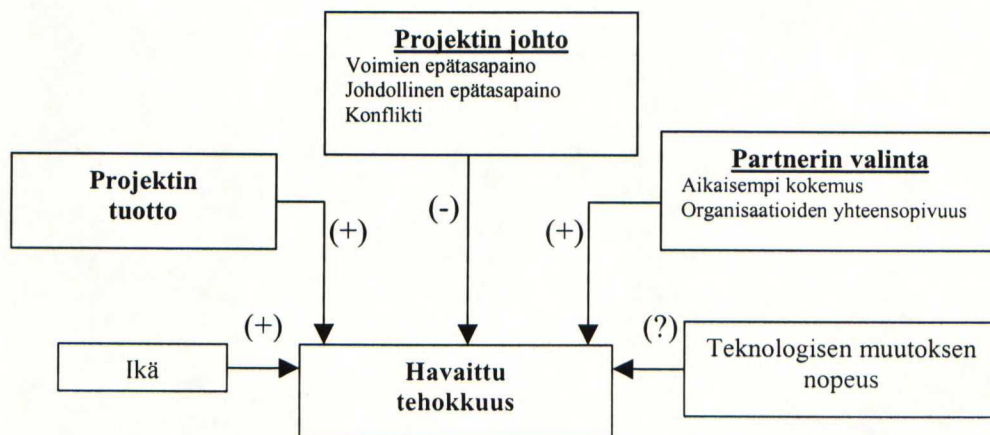 Projektin johto
Voimien epätasapaino
Johdollinen epätasapaino
Konflikti
Projektin
tuotto
Partnerin valinta
Aikaisempi kokemus
Organisaatioiden yhteensopivuus
(+)
(-)
(+)
(+)
(?)
Ikä
Havaittu
tehokkuus
Teknologisen muutoksen
nopeus